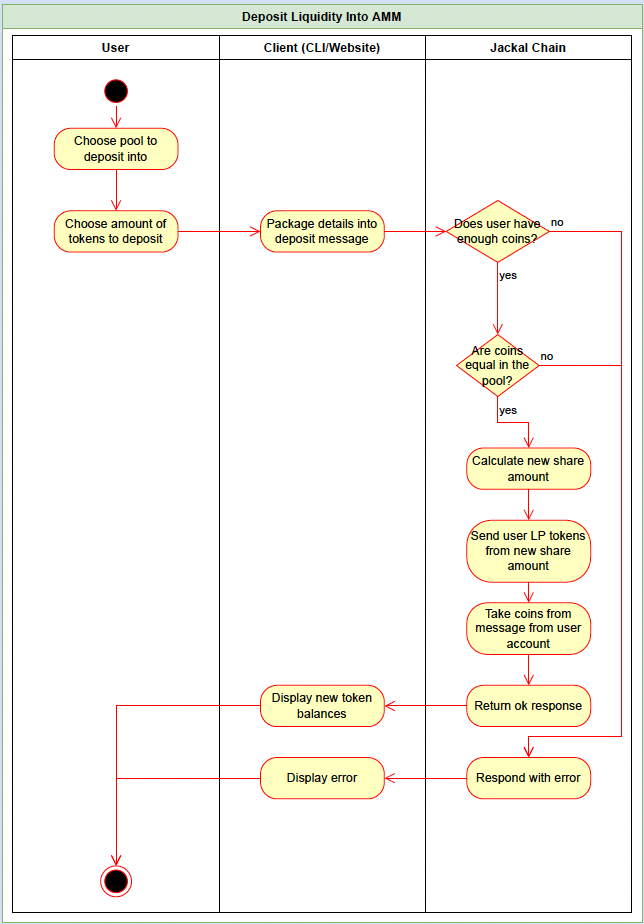 Deposit Liquidity Into AMM
User
Client (CLI/Website)
Jackal Chain
Choose pool to
deposit into
Choose amount of
tokens to deposit
Package details into
deposit message
Does user have
enough coins?
no
yes
Are coins
equal in the
pool?
no
yes
Calculate new share
amount
Send user LP tokens
from new share
amount
Take coins from
message from user
account
Return ok response
Display new token
balances
Respond with error
Display error